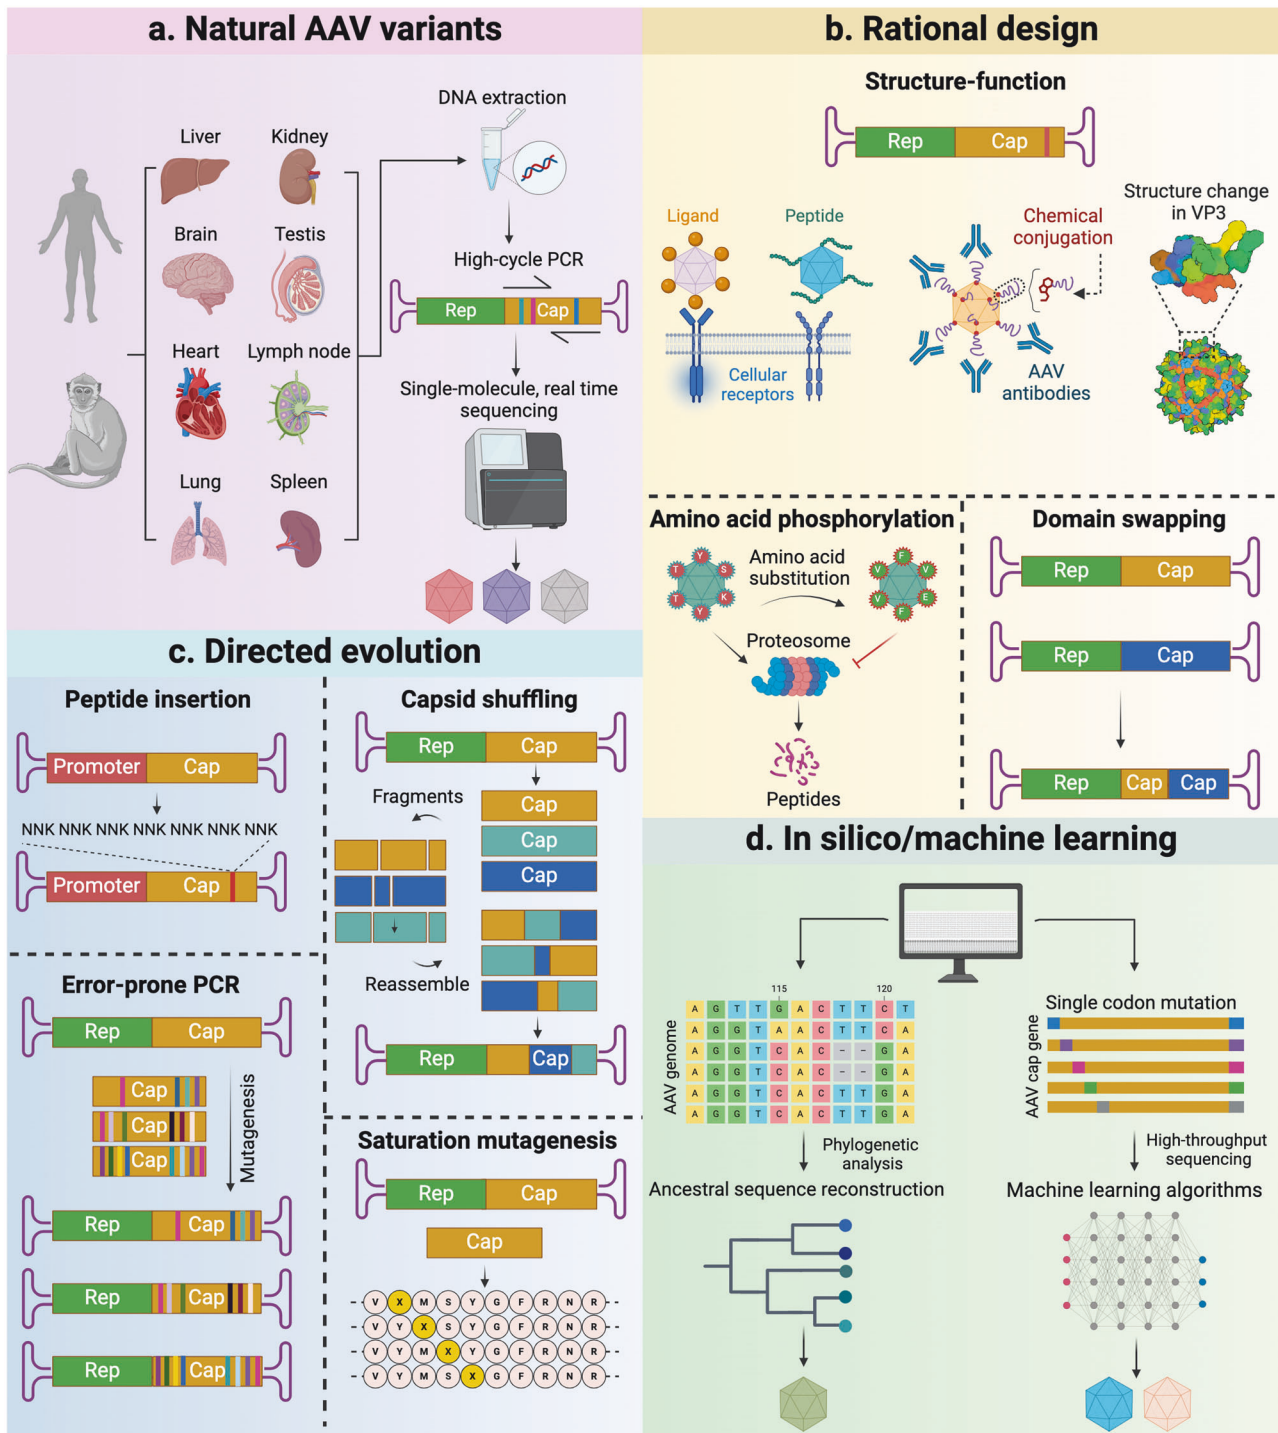 a. Natural AAV variants
Liver
Kidney
Brain
Testis
Heart
Lymph node
Lung
Spleen
DNA extraction
High-cycle PCR
Rep
Cap
Single-molecule, real time
sequencing
b. Rational design
Structure-function
Rep
Cap
Ligand
Peptide
Cellular
receptors
Chemical
conjugation
AAV
antibodies
Structure change
in VP3
Amino acid phosphorylation
Y
T
S
T
K
Y
Amino acid
substitution
F
V
V
V
E
F
Proteosome
Peptides
Domain swapping
Rep
Cap
Rep
Cap
Rep
Cap
Cap
c. Directed evolution
Peptide insertion
Promoter
Cap
NNK NNK NNK NNK NNK NNK NNK
Promoter
Cap
Error-prone PCR
Rep
Cap
Cap
Cap
Cap
Mutagenesis
Rep
Cap
Rep
Cap
Rep
Cap
Capsid shuffling
Rep
Cap
Fragments
Cap
Cap
Cap
Reassemble
Rep
Cap
Saturation mutagenesis
Rep
Cap
Cap
V X M S Y G F R N R
V Y X S Y G F R N R
V Y M X Y G F R N R
V Y M S X G F R N R
d. In silico/machine learning
115
120
AAV genome
A G T T G A C T T C T
A G G T A A C T T C A
A G G T C A C - - G A
A G G T C A C - - G A
A G G T C A C T T G A
A G G T C A C T T G A
Phylogenetic
analysis
Ancestral sequence reconstruction
Single codon mutation
AAV cap gene
High-throughput
sequencing
Machine learning algorithms